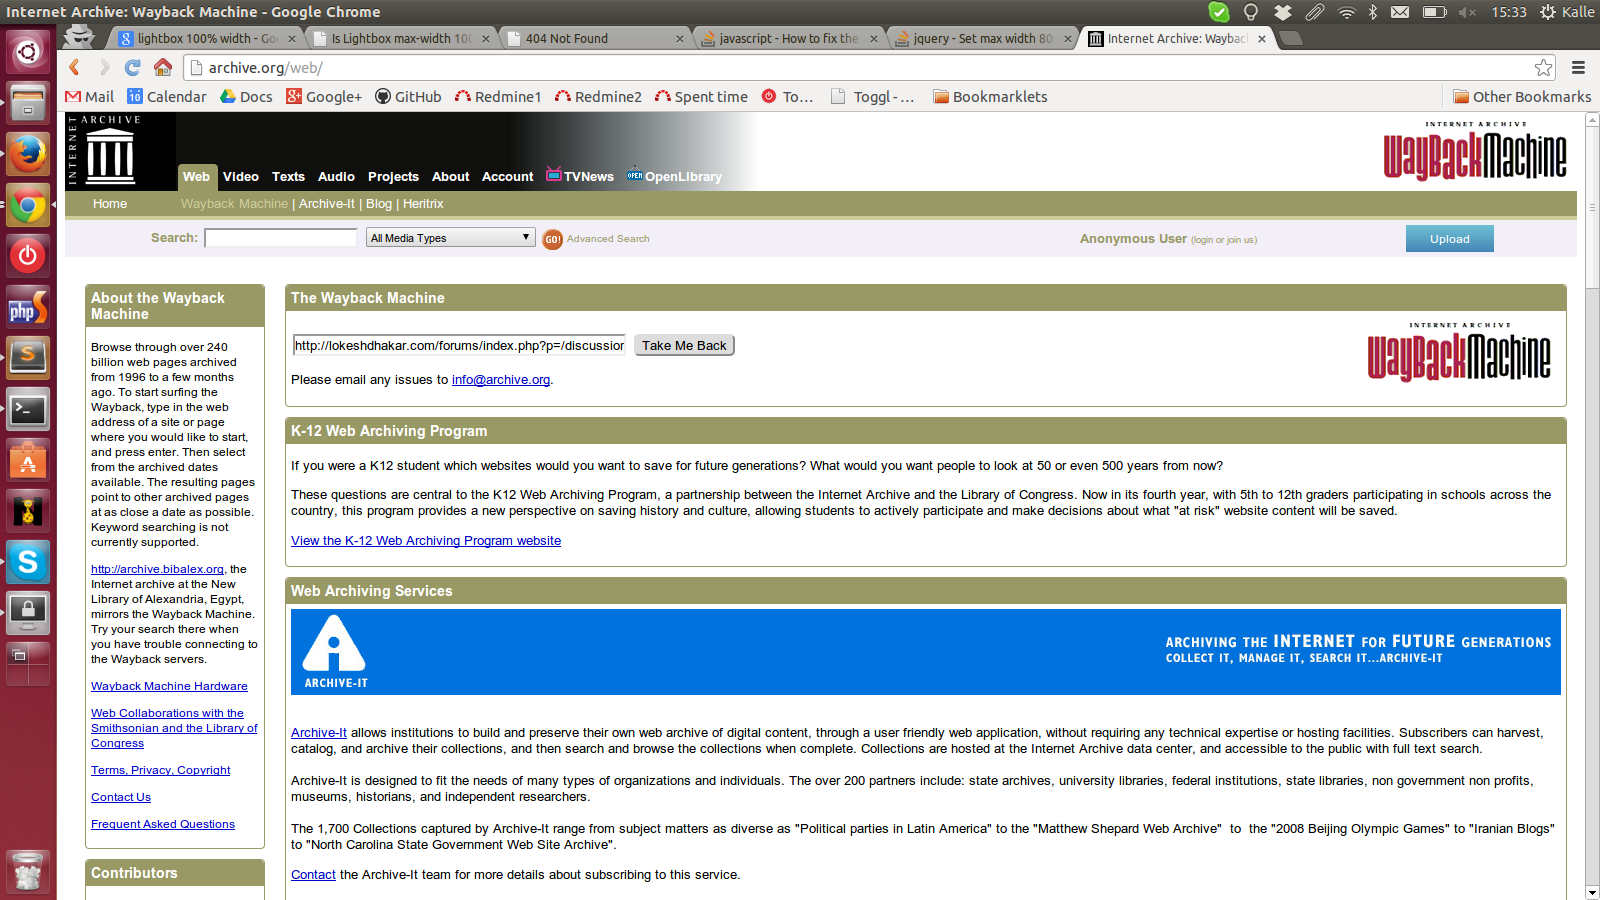 Internet Archive: Wayback Machine - Google Chrome
15:33 Kalle
lightbox 100% width - Go
Is Lightbox max-width 100
404 Not Found
javascript - How to fix the
jquery - Set max width 80
Internet Archive: Wayback
archive.org/web/
Mail Calendar Docs Google+ GitHub Redmine1 Redmine2 Spent time To... Toggl - ... Bookmarklets Other Bookmarks
INTERNET ARCHIVE
Web Video Texts Audio Projects About Account TVNews OPEN OpenLibrary
INTERNET ARCHIVE
WayBackMachine
Home Wayback Machine | Archive-It | Blog | Heritrix
Search: All Media Types GO! Advanced Search Anonymous User (login or join us) Upload
About the Wayback
Machine
Browse through over 240
billion web pages archived
from 1996 to a few months
ago. To start surfing the
Wayback, type in the web
address of a site or page
where you would like to start,
and press enter. Then select
from the archived dates
available. The resulting pages
point to other archived pages
at as close a date as possible.
Keyword searching is not
currently supported.
http://archive.bibalex.org, the
Internet archive at the New
Library of Alexandria, Egypt,
mirrors the Wayback Machine.
Try your search there when
you have trouble connecting to
the Wayback servers.
Wayback Machine Hardware
Web Collaborations with the
Smithsonian and the Library of
Congress
Terms, Privacy, Copyright
Contact Us
Frequent Asked Questions
Contributors
The Wayback Machine
http://lokeshdhakar.com/forums/index.php?p=/discussion Take Me Back
INTERNET ARCHIVE
WayBackMachine
Please email any issues to info@archive.org.
K-12 Web Archiving Program
If you were a K12 student which websites would you want to save for future generations? What would you want people to look at 50 or even 500 years from now?
These questions are central to the K12 Web Archiving Program, a partnership between the Internet Archive and the Library of Congress. Now in its fourth year, with 5th to 12th graders participating in schools across the
country, this program provides a new perspective on saving history and culture, allowing students to actively participate and make decisions about what "at risk" website content will be saved.
View the K-12 Web Archiving Program website
Web Archiving Services
ARCHIVE-IT
ARCHIVING THE INTERNET FOR FUTURE GENERATIONS
COLLECT IT, MANAGE IT, SEARCH IT...ARCHIVE-IT
Archive-It allows institutions to build and preserve their own web archive of digital content, through a user friendly web application, without requiring any technical expertise or hosting facilities. Subscribers can harvest,
catalog, and archive their collections, and then search and browse the collections when complete. Collections are hosted at the Internet Archive data center, and accessible to the public with full text search.
Archive-It is designed to fit the needs of many types of organizations and individuals. The over 200 partners include: state archives, university libraries, federal institutions, state libraries, non government non profits,
museums, historians, and independent researchers.
The 1,700 Collections captured by Archive-It range from subject matters as diverse as "Political parties in Latin America" to the "Matthew Shepard Web Archive" to the "2008 Beijing Olympic Games" to "Iranian Blogs"
to "North Carolina State Government Web Site Archive".
Contact the Archive-It team for more details about subscribing to this service.